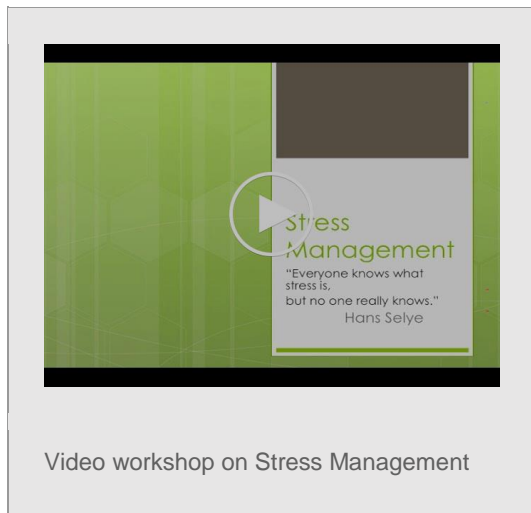 Stress
Management
"Everyone knows what
stress is,
but no one really knows."
Hans Selye
Video workshop on Stress Management